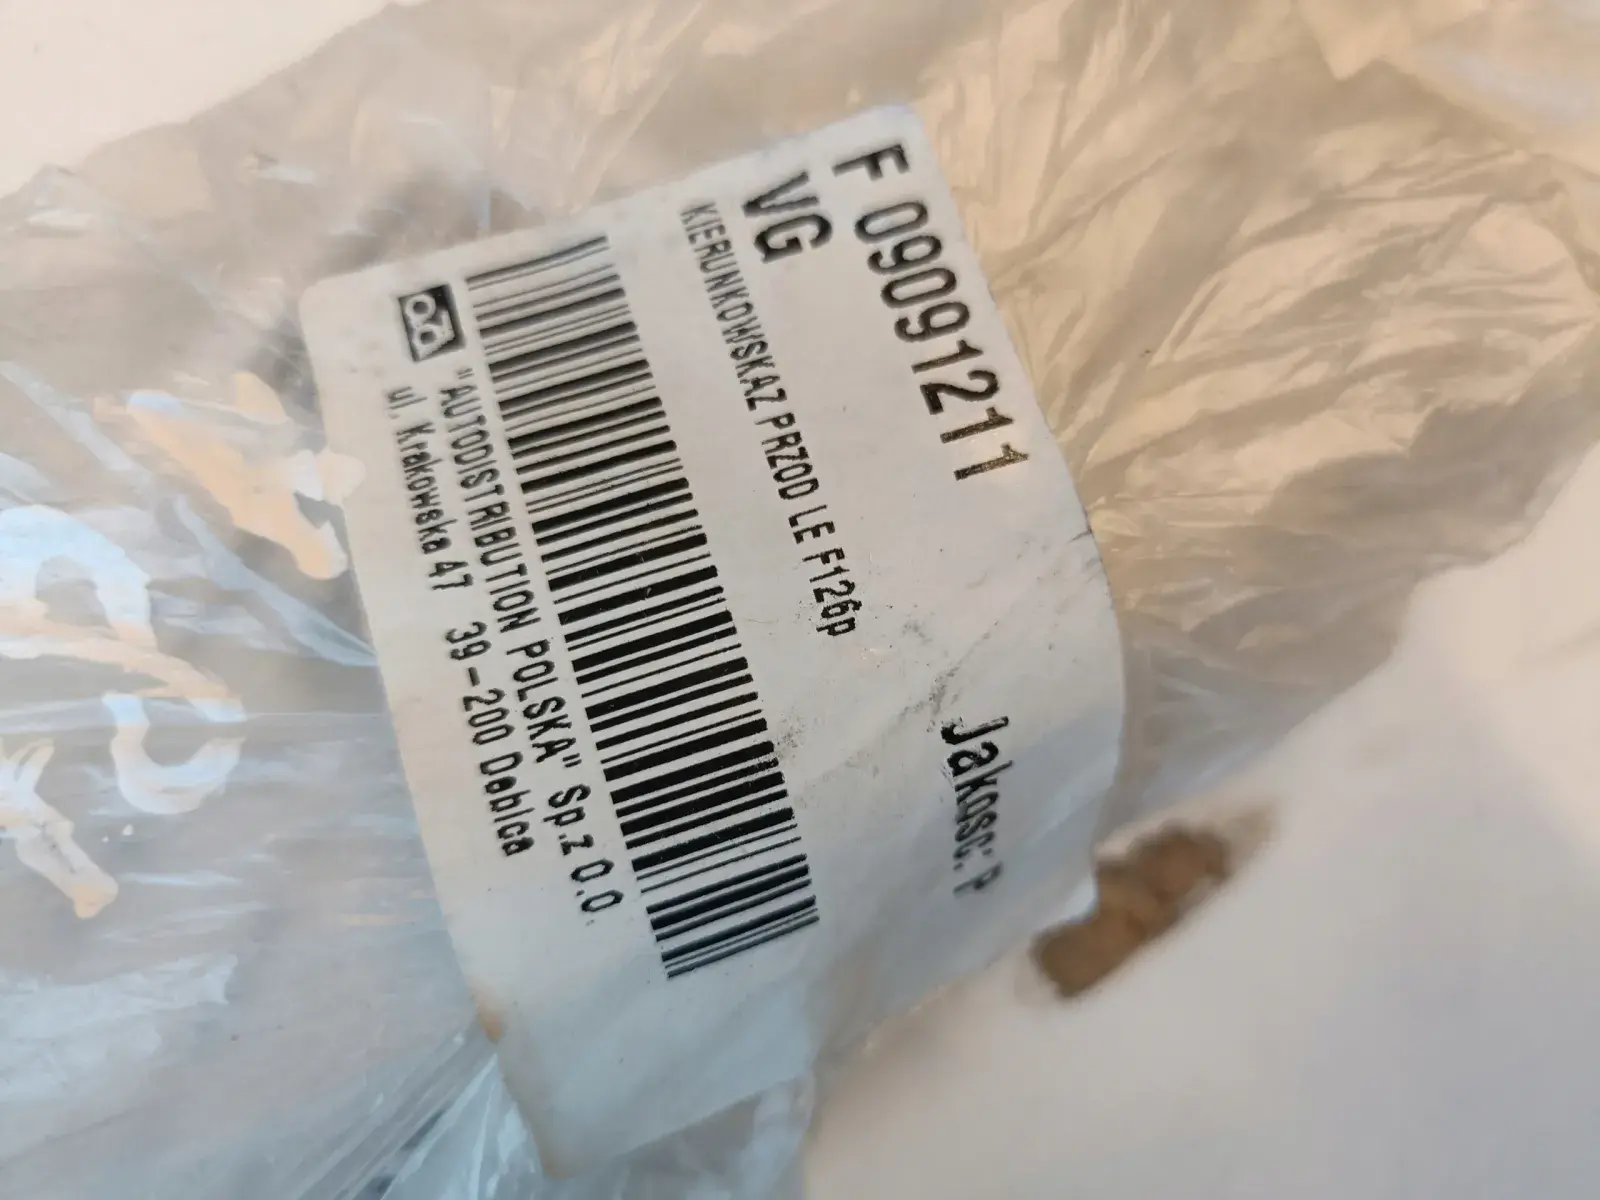 F 09091211
VG
KIERUNKOWSKAZ PRZOD LE F126p
Jakosc: P
"AUTODISTRIBUTION POLSKA" Sp.z O.O.
ul. Krakowska 47 39-200 Debica